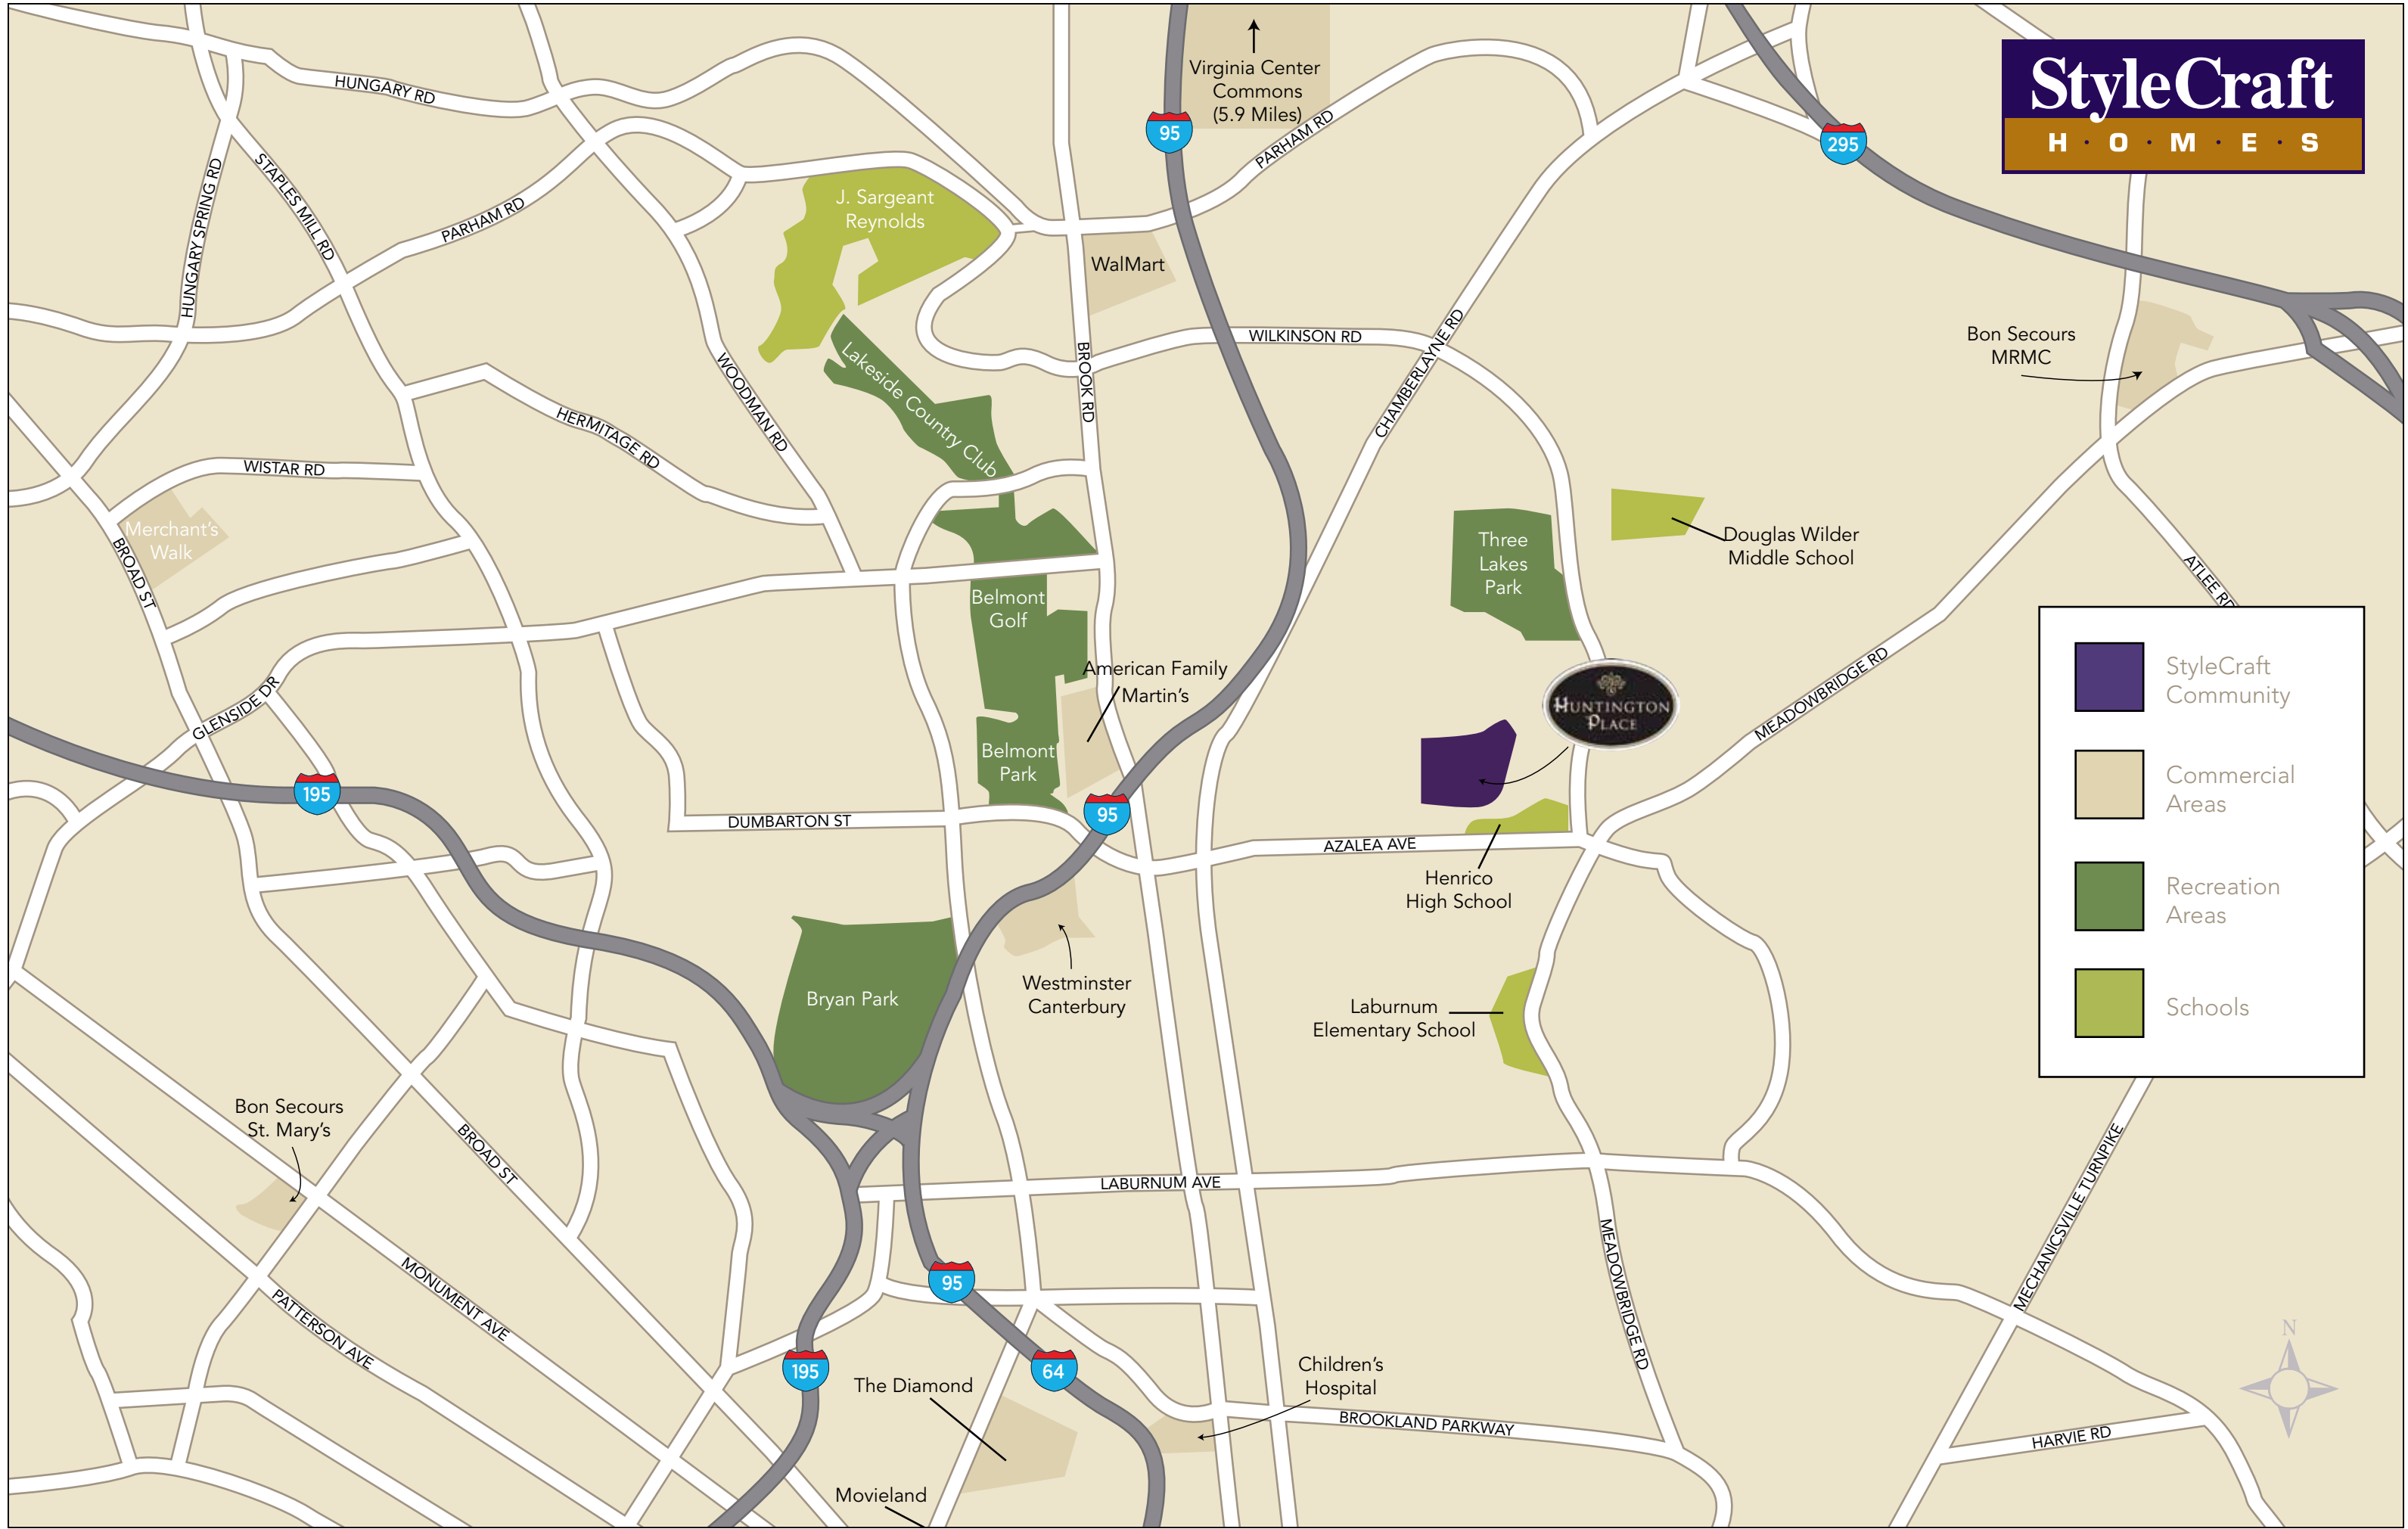 Virginia Center
Commons
(5.9 Miles)
StyleCraft
H · O · M · E · S
HUNGARY RD
95
295
PARHAM RD
STAPLES MILL RD
HUNGARY SPRING RD
PARHAM RD
J. Sargeant
Reynolds
WalMart
WILKINSON RD
CHAMBERLAYNE RD
BROOK RD
Bon Secours
MRMC
Lakeside Country Club
WOODMAN RD
HERMITAGE RD
WISTAR RD
Merchant's
Walk
BROAD ST
Three
Lakes
Park
Douglas Wilder
Middle School
ATLEE RD
Belmont
Golf
American Family
Martin's
GLENSIDE DR
HUNTINGTON
PLACE
MEADOWBRIDGE RD
StyleCraft
Community
Commercial
Areas
Recreation
Areas
Schools
Belmont
Park
195
95
DUMBARTON ST
AZALEA AVE
Henrico
High School
Bryan Park
Westminster
Canterbury
Laburnum
Elementary School
Bon Secours
St. Mary's
BROAD ST
LABURNUM AVE
MEADOWBRIDGE RD
MECHANICSVILLE TURNPIKE
MONUMENT AVE
PATTERSON AVE
95
195
64
The Diamond
Children's
Hospital
BROOKLAND PARKWAY
HARVIE RD
N
Movieland